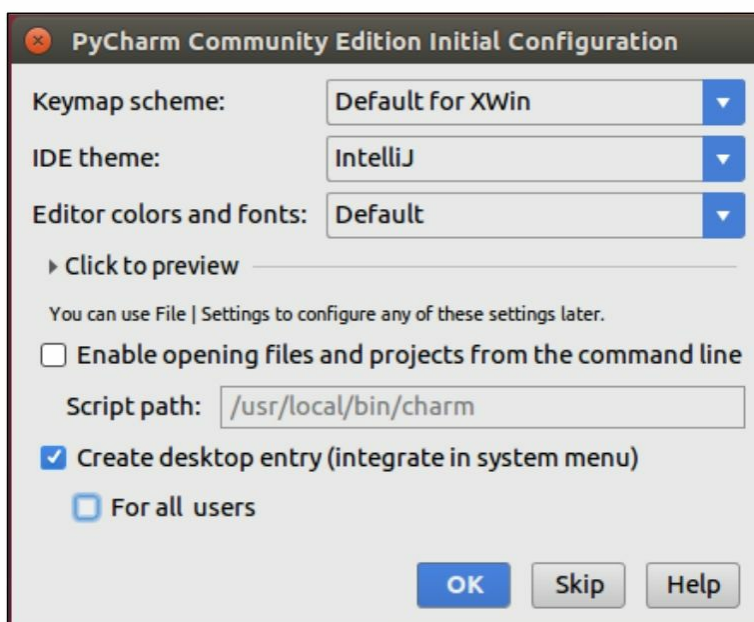 PyCharm Community Edition Initial Configuration
Keymap scheme: Default for XWin
IDE theme: IntelliJ
Editor colors and fonts: Default
Click to preview
You can use File | Settings to configure any of these settings later.
Enable opening files and projects from the command line
Script path: /usr/local/bin/charm
Create desktop entry (integrate in system menu)
For all users
OK Skip Help